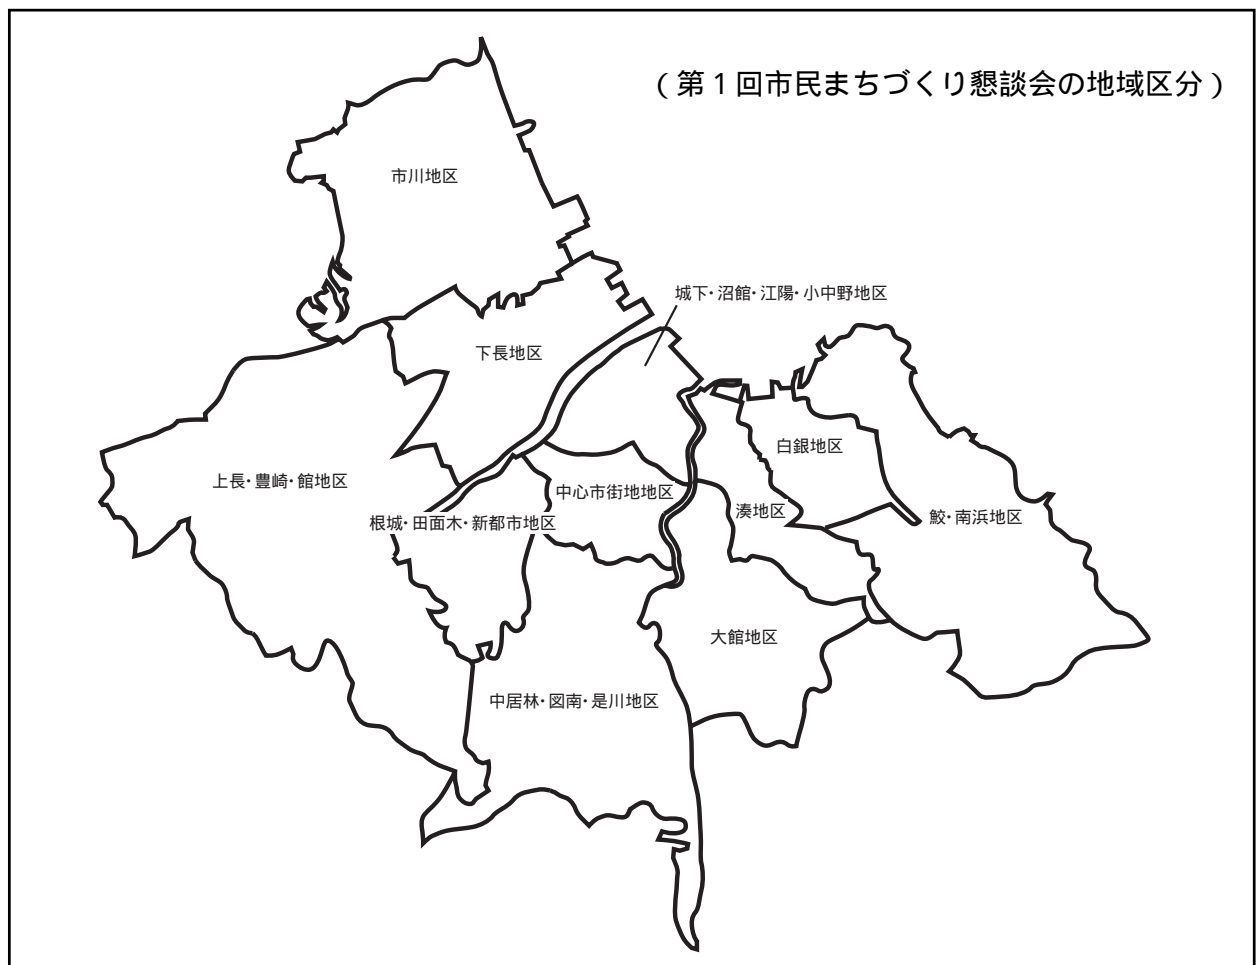 (第1回市民まちづくり懇談会の地域区分)
市川地区
城下・沼館・江陽・小中野地区
下長地区
白銀地区
上長・豊崎・館地区
中心市街地地区
湊地区
鮫・南浜地区
根城・田面木・新都市地区
大館地区
中居林・図南・是川地区